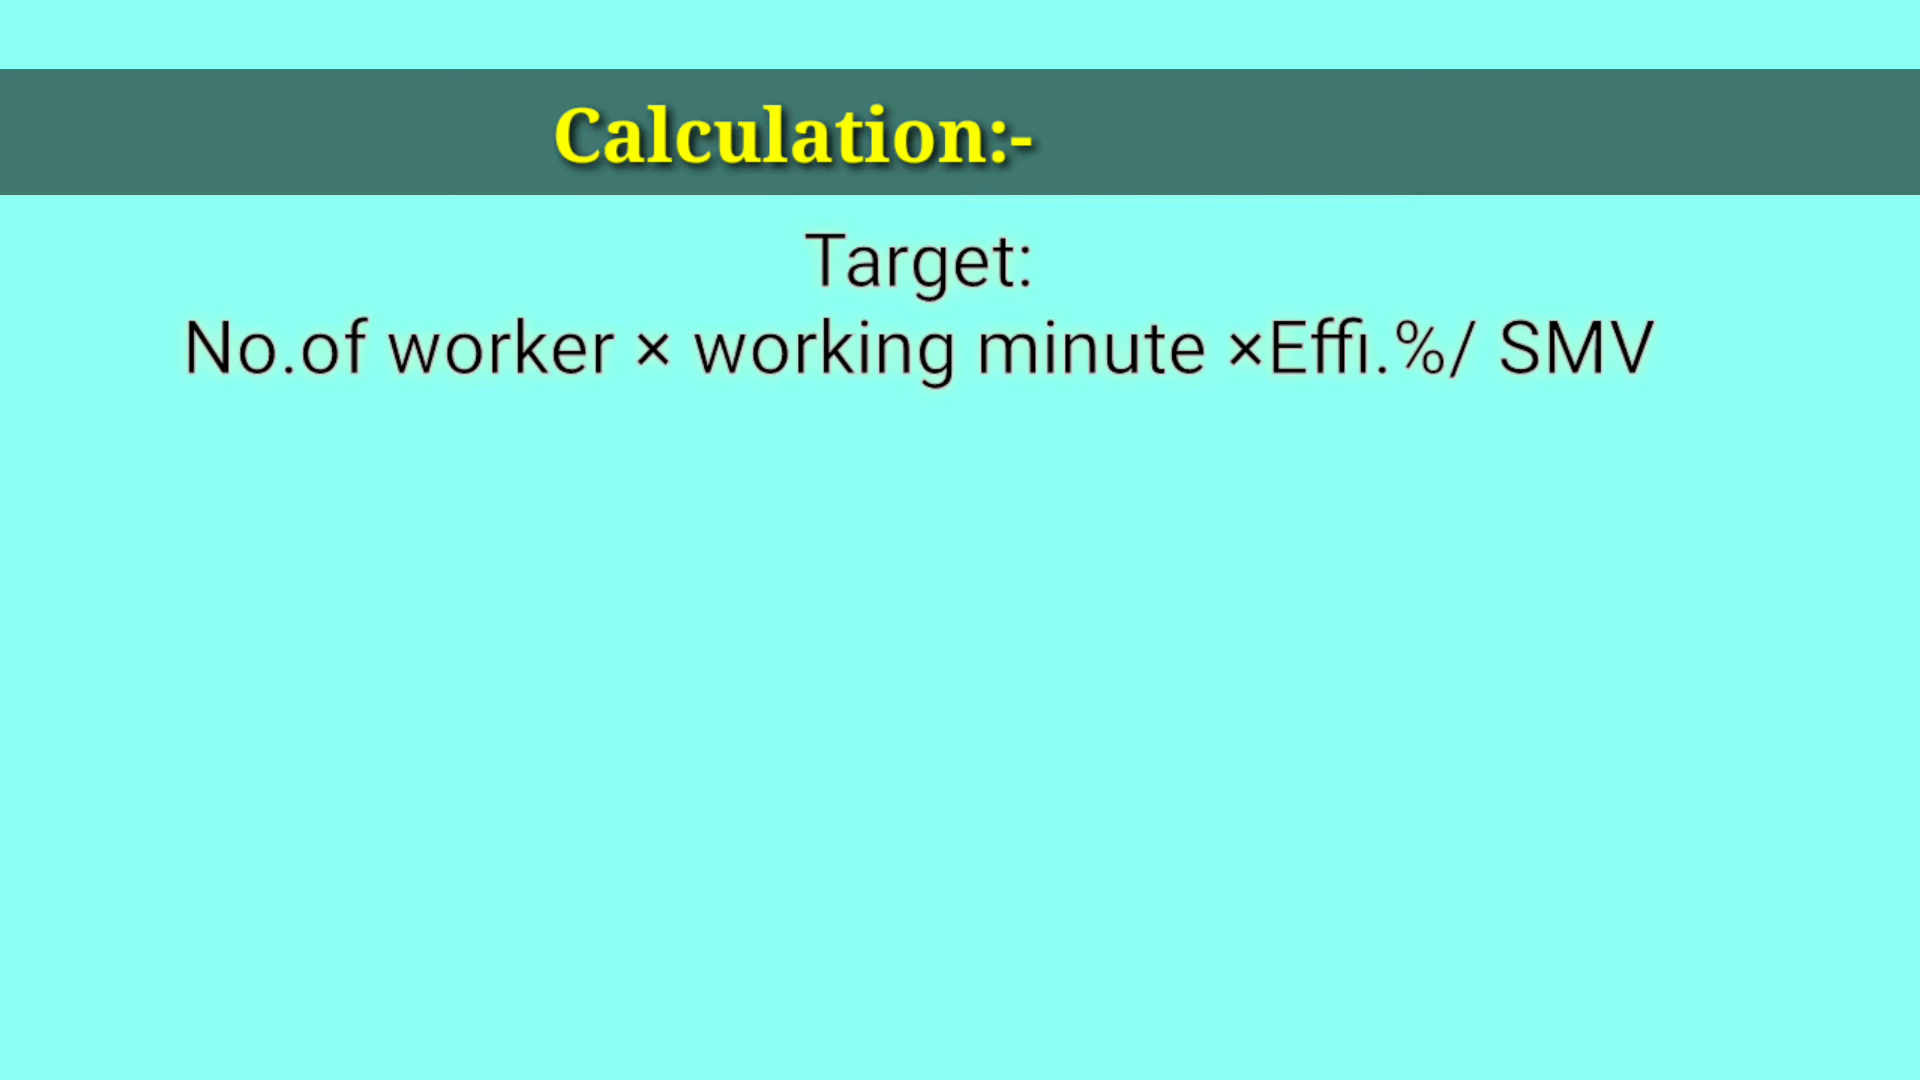 Calculation:-
Target:
No.of worker × working minute ×Effi.%/ SMV